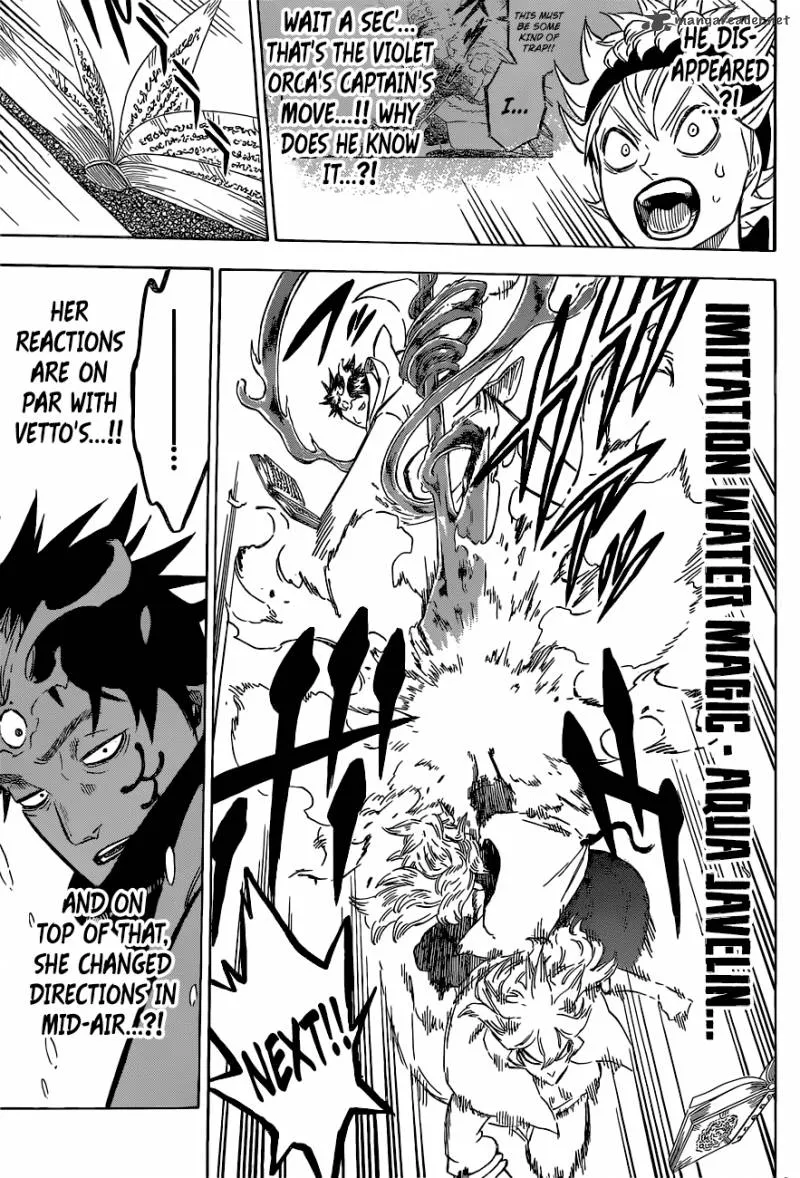 mangareader.net
HE DIS-
APPEARED
...?!
THIS MUST
BE SOME
KIND OF
TRAP!!
I...
WAIT A SEC'...
THAT'S THE VIOLET
ORCA'S CAPTAIN'S
MOVE...!! WHY
DOES HE KNOW
IT...?!
IMITATION WATER MAGIC - AQUA JAVELIN...
NEXT!!
HER
REACTIONS
ARE ON
PAR WITH
VETTO'S...!!
AND ON
TOP OF THAT,
SHE CHANGED
DIRECTIONS IN
MID-AIR...?!